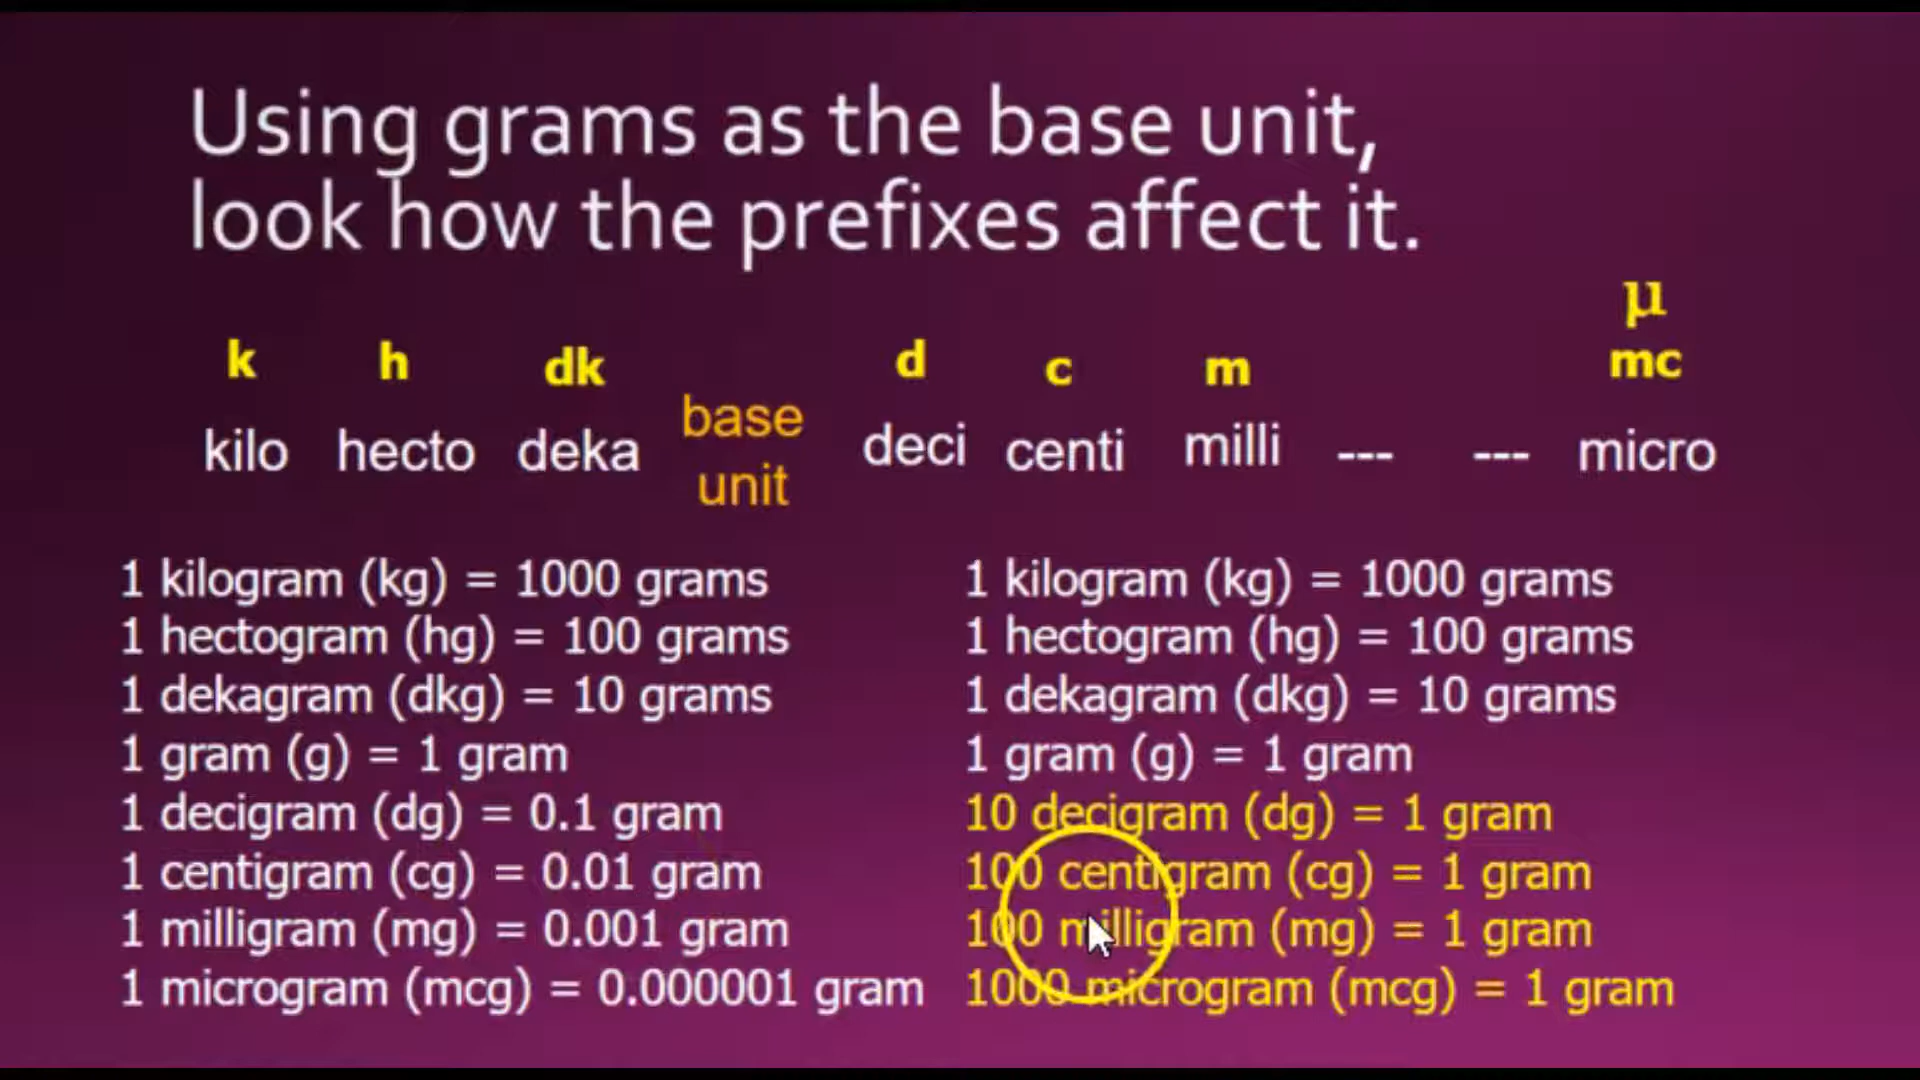 Using grams as the base unit,
look how the prefixes affect it.
µ
k h dk d c m mc
kilo hecto deka base unit deci centi milli --- --- micro
1 kilogram (kg) = 1000 grams
1 hectogram (hg) = 100 grams
1 dekagram (dkg) = 10 grams
1 gram (g) = 1 gram
1 decigram (dg) = 0.1 gram
1 centigram (cg) = 0.01 gram
1 milligram (mg) = 0.001 gram
1 microgram (mcg) = 0.000001 gram
1 kilogram (kg) = 1000 grams
1 hectogram (hg) = 100 grams
1 dekagram (dkg) = 10 grams
1 gram (g) = 1 gram
10 decigram (dg) = 1 gram
100 centigram (cg) = 1 gram
100 milligram (mg) = 1 gram
1000 microgram (mcg) = 1 gram